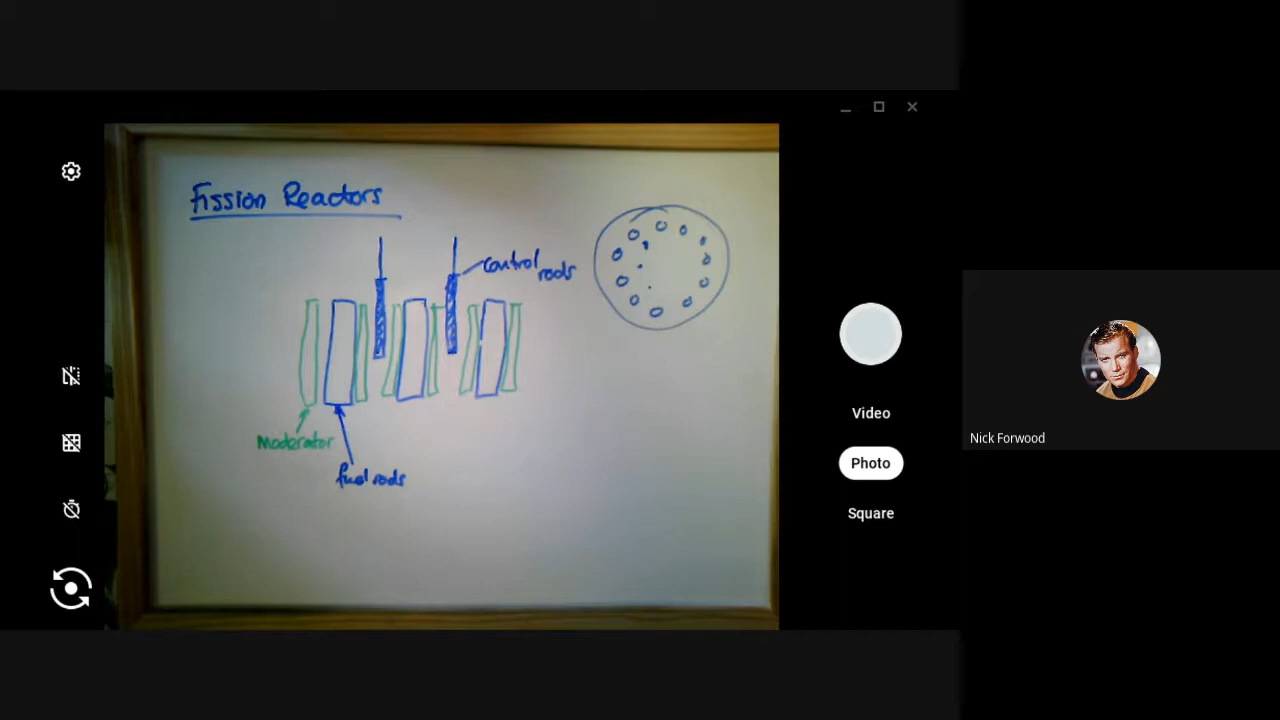 Fission Reactors
control
rods
Moderator
fuel rods
Video
Photo
Square
Nick Forwood